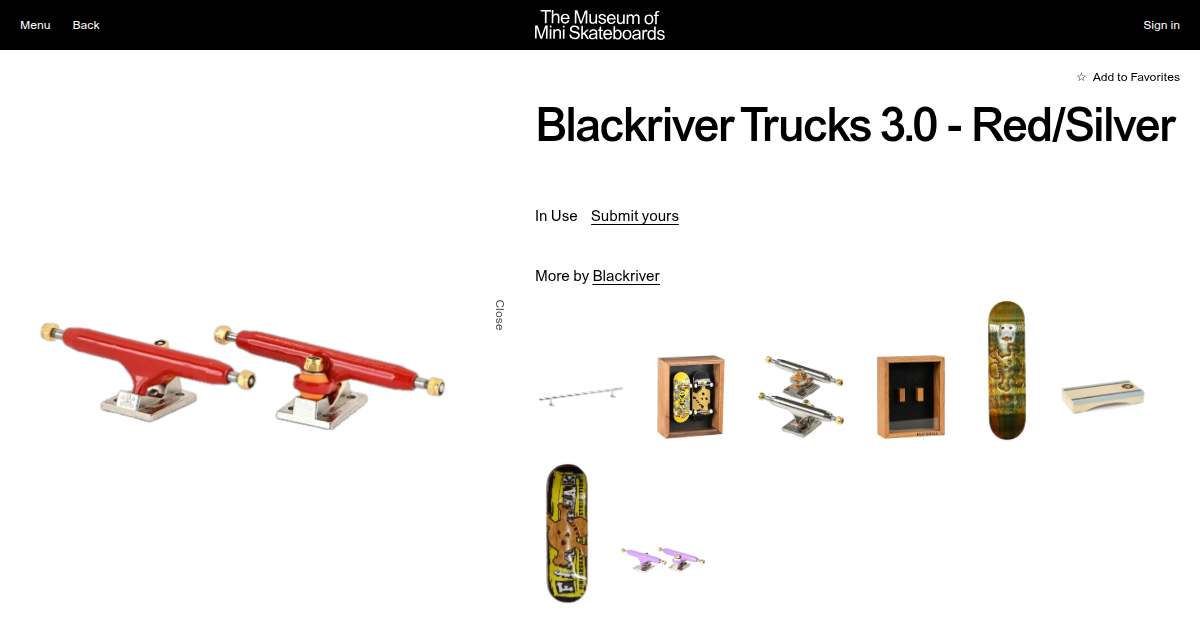 Menu
Back
The Museum of
Mini Skateboards
Sign in
☆ Add to Favorites
Blackriver Trucks 3.0 - Red/Silver
In Use Submit yours
More by Blackriver
Close